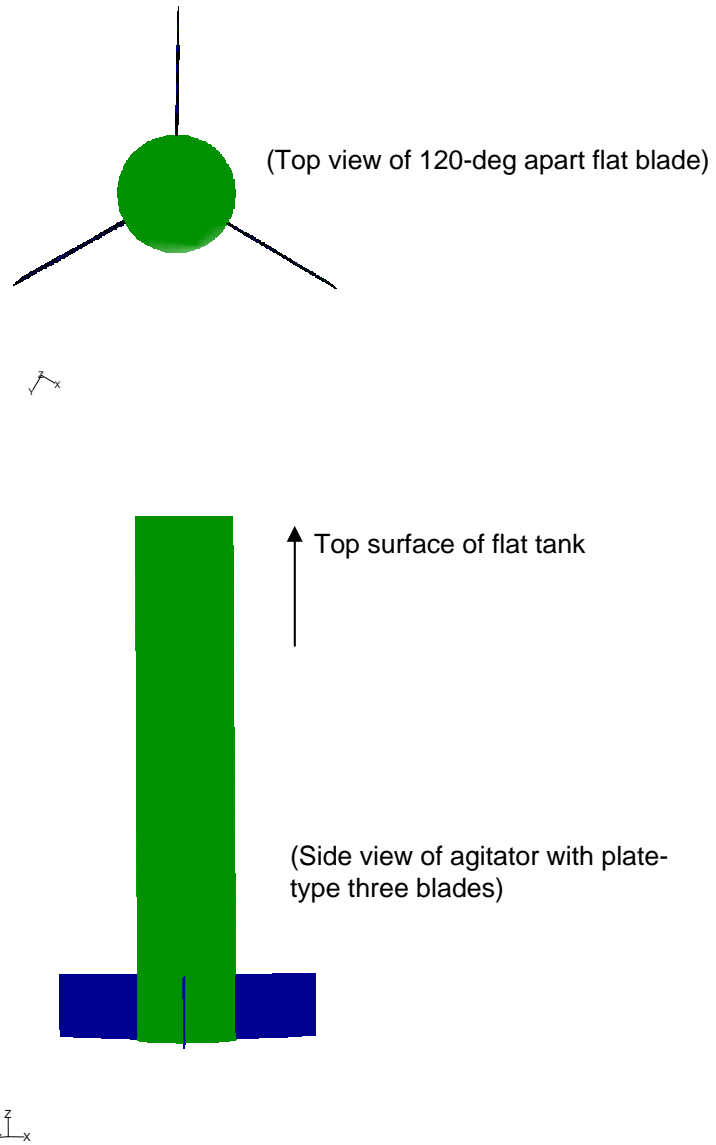 (Top view of 120-deg apart flat blade)
Z
Y
X
Top surface of flat tank
(Side view of agitator with plate-
type three blades)
Z
X